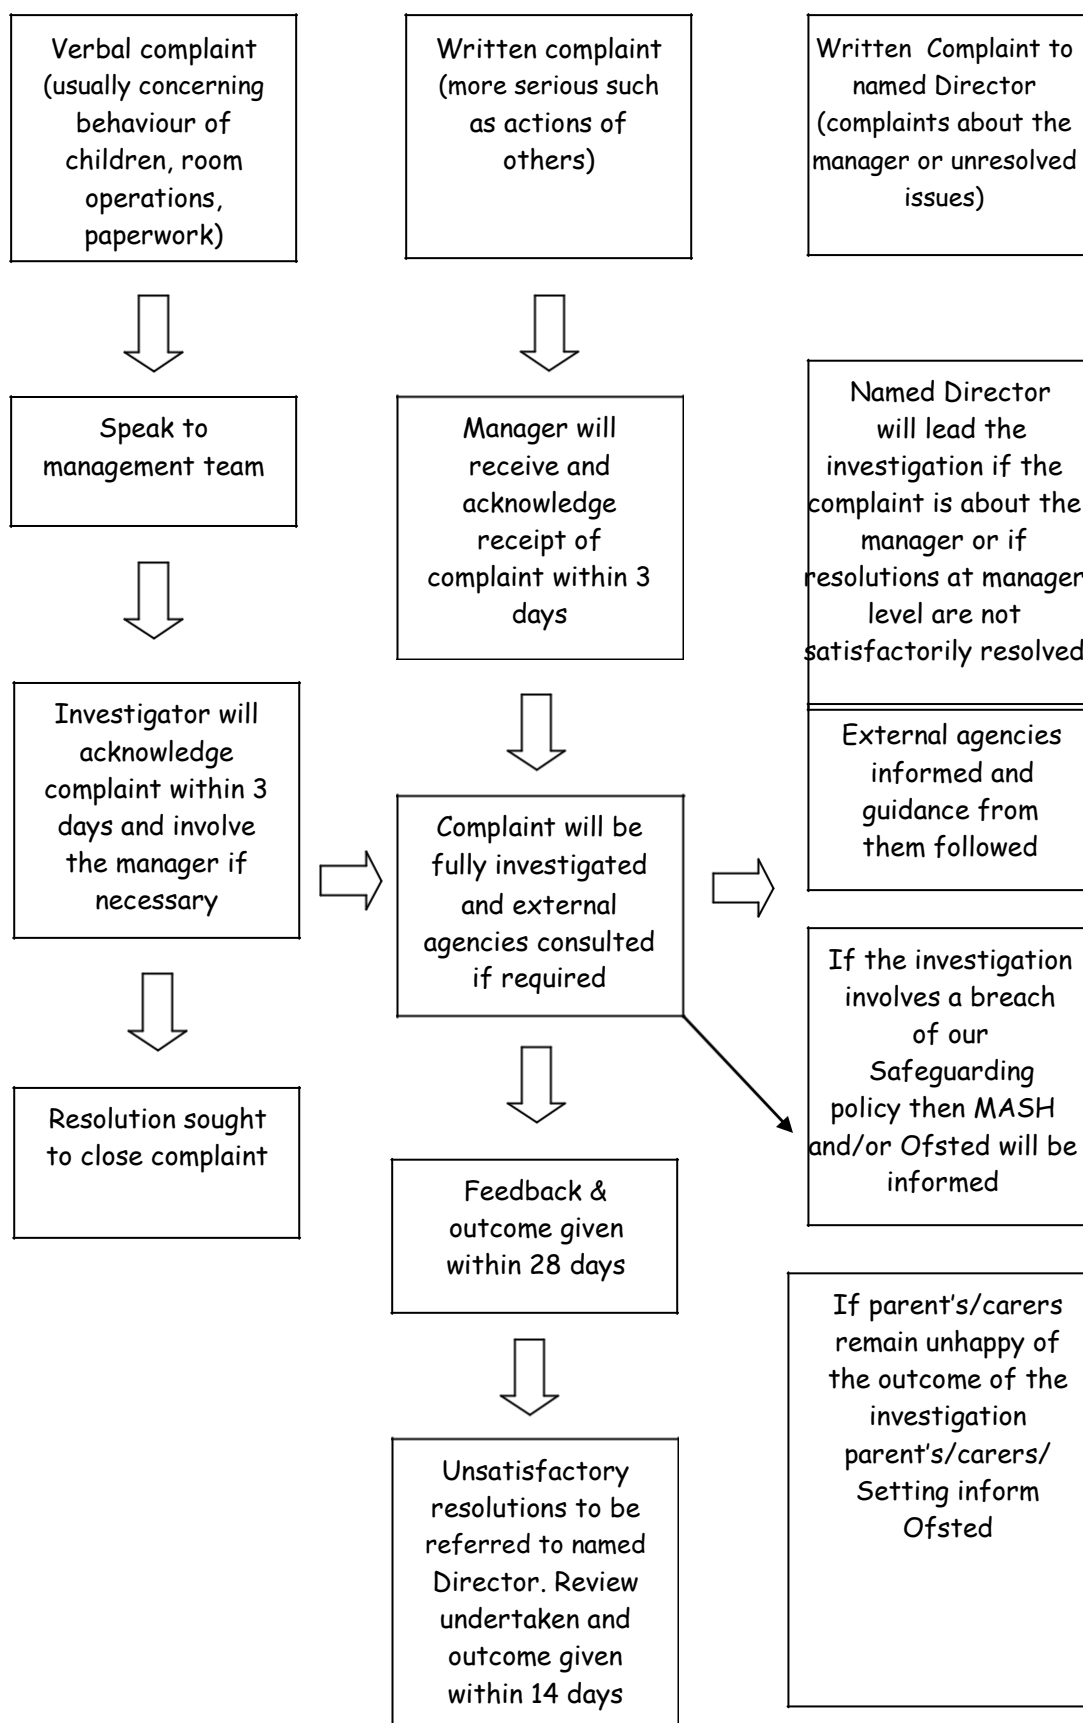 Verbal complaint
(usually concerning
behaviour of
children, room
operations,
paperwork)
Speak to
management team
Investigator will
acknowledge
complaint within 3
days and involve
the manager if
necessary
Resolution sought
to close complaint
Written complaint
(more serious such
as actions of
others)
Manager will
receive and
acknowledge
receipt of
complaint within 3
days
Complaint will be
fully investigated
and external
agencies consulted
if required
Feedback &
outcome given
within 28 days
Unsatisfactory
resolutions to be
referred to named
Director. Review
undertaken and
outcome given
within 14 days
Written Complaint to
named Director
(complaints about the
manager or unresolved
issues)
Named Director
will lead the
investigation if the
complaint is about the
manager or if
resolutions at manager
level are not
satisfactorily resolved
External agencies
informed and
guidance from
them followed
If the investigation
involves a breach
of our
Safeguarding
policy then MASH
and/or Ofsted will be
informed
If parent's/carers
remain unhappy of
the outcome of the
investigation
parent's/carers/
Setting inform
Ofsted